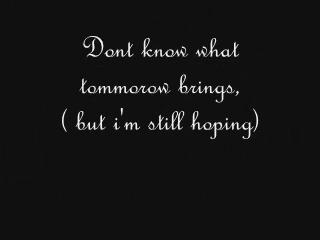 Dont know what
tommorow brings,
( but i'm still hoping)